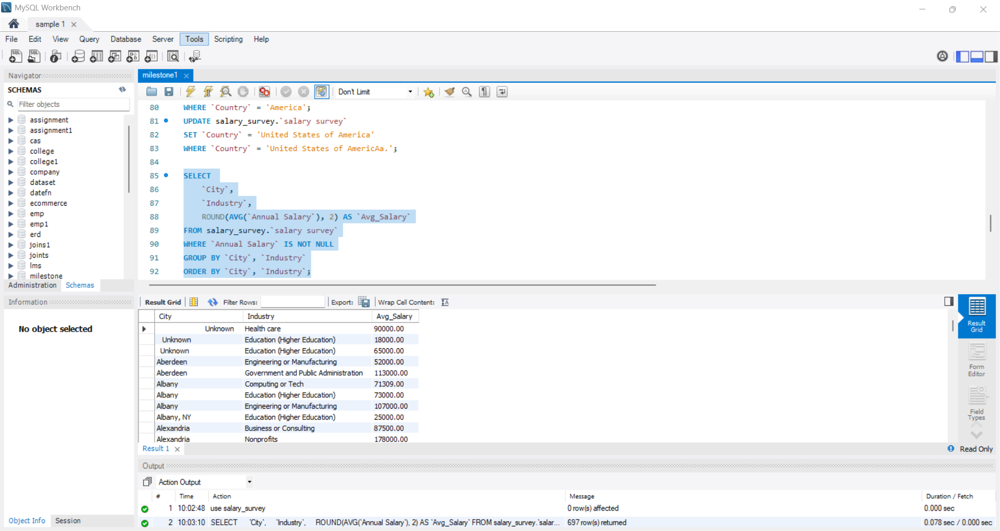 MySQL Workbench
sample 1
File Edit View Query Database Server Tools Scripting Help
Navigator
SCHEMAS
Filter objects
assignment
assignment1
cas
college
college1
company
dataset
datefn
ecommerce
emp
emp1
erd
joins1
joints
lms
milestone
Administration Schemas
Information
No object selected
Object Info Session
milestone1
Don't Limit
80 WHERE `Country` = 'America';
81 UPDATE salary_survey.`salary survey`
82 SET `Country` = 'United States of America'
83 WHERE `Country` = 'United States of AmericAa.';
84
85 SELECT
86 `City`,
87 `Industry`,
88 ROUND(AVG(`Annual Salary`), 2) AS `Avg_Salary`
89 FROM salary_survey.`salary survey`
90 WHERE `Annual Salary` IS NOT NULL
91 GROUP BY `City`, `Industry`
92 ORDER BY `City`, `Industry`;
Result Grid Filter Rows: Export: Wrap Cell Content:
City Industry Avg_Salary
Unknown Health care 90000.00
Unknown Education (Higher Education) 18000.00
Unknown Education (Higher Education) 65000.00
Aberdeen Engineering or Manufacturing 52000.00
Aberdeen Government and Public Administration 113000.00
Albany Computing or Tech 71309.00
Albany Education (Higher Education) 73000.00
Albany Engineering or Manufacturing 107000.00
Albany, NY Education (Higher Education) 25000.00
Alexandria Business or Consulting 87500.00
Alexandria Nonprofits 178000.00
Result
Grid
Form
Editor
Field
Types
Result 1
Read Only
Output
Action Output
# Time Action Message Duration / Fetch
1 10:02:48 use salary_survey 0 row(s) affected 0.000 sec
2 10:03:10 SELECT `City`, `Industry`, ROUND(AVG(`Annual Salary`), 2) AS `Avg_Salary` FROM salary_survey.`salar... 697 row(s) returned 0.078 sec / 0.000 sec